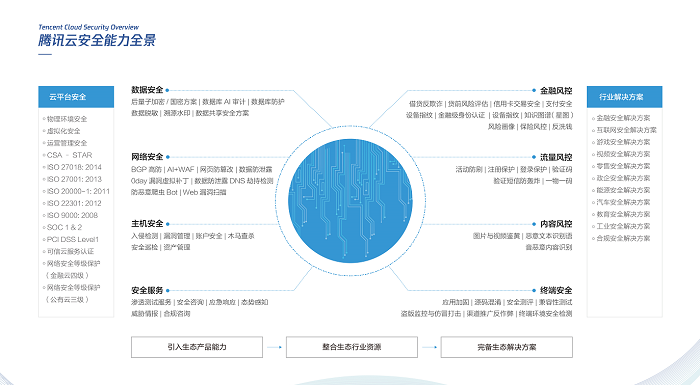 Tencent Cloud Security Overview
腾讯云安全能力全景
云平台安全
物理环境安全
虚拟化安全
运营管理安全
CSA - STAR
ISO 27018: 2014
ISO 27001: 2013
ISO 20000-1: 2011
ISO 22301: 2012
ISO 9000: 2008
SOC 1 & 2
PCI DSS Level1
可信云服务认证
网络安全等级保护
（金融云四级）
网络安全等级保护
（公有云三级）
数据安全
后量子加密 / 国密方案 | 数据库 AI 审计 | 数据库防护
数据脱敏 | 溯源水印 | 数据共享安全方案
网络安全
BGP 高防 | AI+WAF | 网页防篡改 | 数据防泄露
0day 漏洞虚拟补丁 | 数据防泄露 DNS 劫持检测
防恶意爬虫 Bot | Web 漏洞扫描
主机安全
入侵检测 | 漏洞管理 | 账户安全 | 木马查杀
安全巡检 | 资产管理
安全服务
渗透测试服务 | 安全咨询 | 应急响应 | 态势感知
威胁情报 | 合规咨询
金融风控
借贷反欺诈 | 贷前风险评估 | 信用卡交易安全 | 支付安全
设备指纹 | 金融级身份认证 | 设备指纹 | 知识图谱( 星图 )
风险画像 | 保险风控 | 反洗钱
流量风控
活动防刷 | 注册保护 | 登录保护 | 验证码
验证短信防轰炸 | 一物一码
内容风控
图片与视频鉴黄 | 恶意文本识别语
音恶意内容识别
终端安全
应用加固 | 源码混淆 | 安全测评 | 兼容性测试
盗版监控与仿冒打击 | 渠道推广反作弊 | 终端环境安全检测
行业解决方案
金融安全解决方案
互联网安全解决方案
游戏安全解决方案
视频安全解决方案
零售安全解决方案
政企安全解决方案
能源安全解决方案
汽车安全解决方案
教育安全解决方案
工业安全解决方案
合规安全解决方案
引入生态产品能力
整合生态行业资源
完备生态解决方案